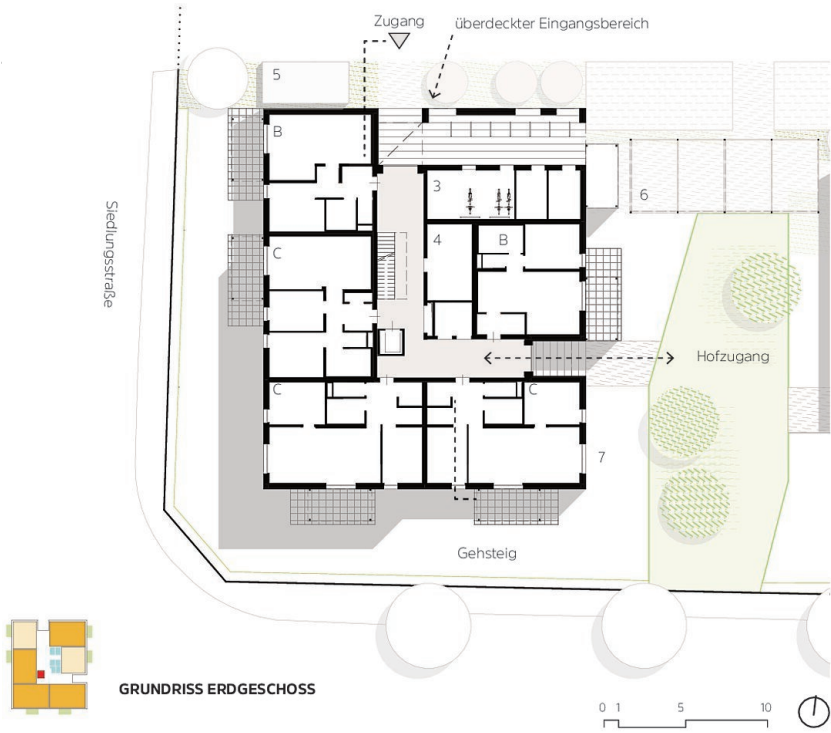 Zugang
überdeckter Eingangsbereich
5
B
3
6
4
B
C
Siedlungsstraße
Hofzugang
C
C
7
Gehsteig
GRUNDRISS ERDGESCHOSS
0 1 5 10